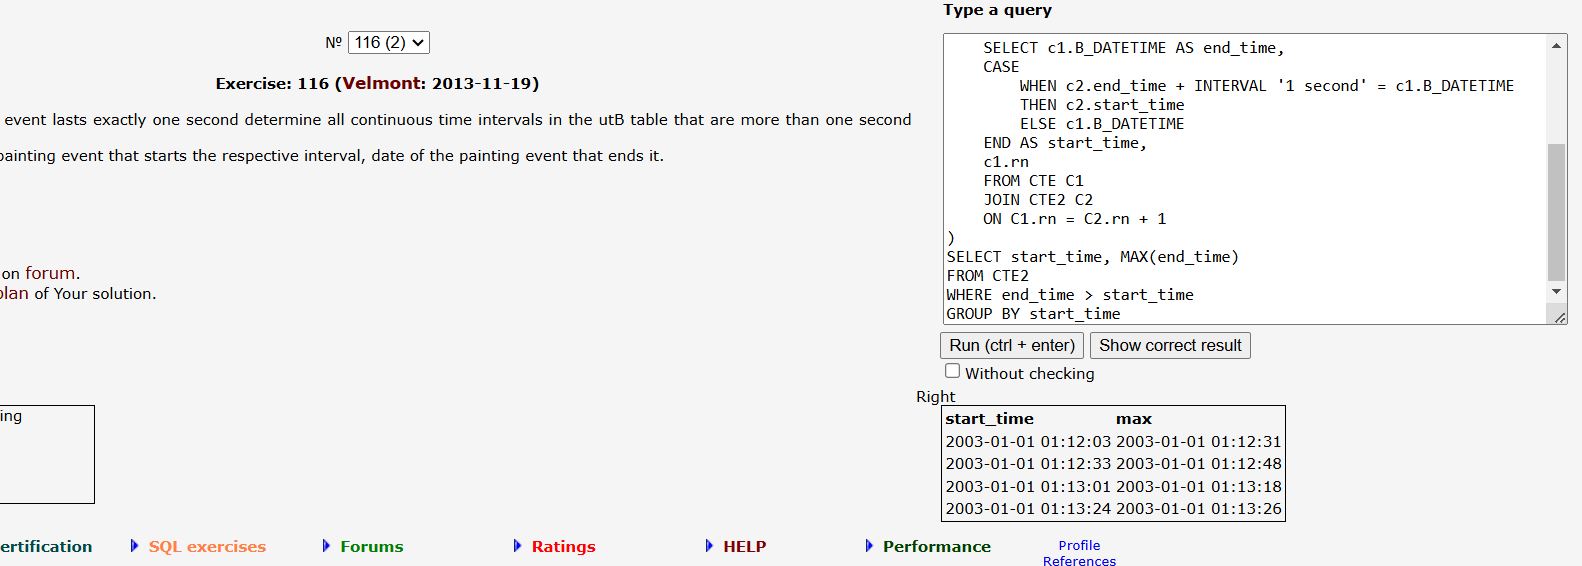 Type a query
№ 116 (2)
Exercise: 116 (Velmont: 2013-11-19)
event lasts exactly one second determine all continuous time intervals in the utB table that are more than one second
painting event that starts the respective interval, date of the painting event that ends it.
on forum.
plan of Your solution.
SELECT c1.B_DATETIME AS end_time,
CASE
WHEN c2.end_time + INTERVAL '1 second' = c1.B_DATETIME
THEN c2.start_time
ELSE c1.B_DATETIME
END AS start_time,
c1.rn
FROM CTE C1
JOIN CTE2 C2
ON C1.rn = C2.rn + 1
)
SELECT start_time, MAX(end_time)
FROM CTE2
WHERE end_time > start_time
GROUP BY start_time
Run (ctrl + enter) Show correct result
Without checking
Right
ing
start_time max
2003-01-01 01:12:03 2003-01-01 01:12:31
2003-01-01 01:12:33 2003-01-01 01:12:48
2003-01-01 01:13:01 2003-01-01 01:13:18
2003-01-01 01:13:24 2003-01-01 01:13:26
ertification SQL exercises Forums Ratings HELP Performance Profile
References